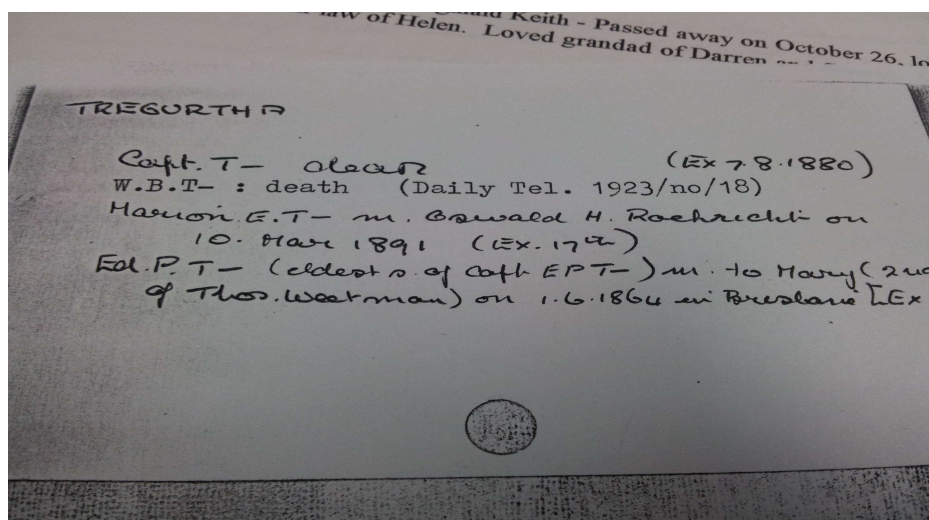 Keith - Passed away on October 26,
law of Helen. Loved grandad of Darren
TREGURTHA
Capt. T- death (Ex 7.8.1880)
W.B.T- : death (Daily Tel. 1923/no/18)
Marion. E.T- m. Oswald H. Roehricht on
10. Mar 1891 (Ex. 17th)
Ed. P. T- (eldest s. of Capt EPT-) m. to Mary (2nd
of Thos. Westman) on 1.6.1864 in Brisbane [Ex